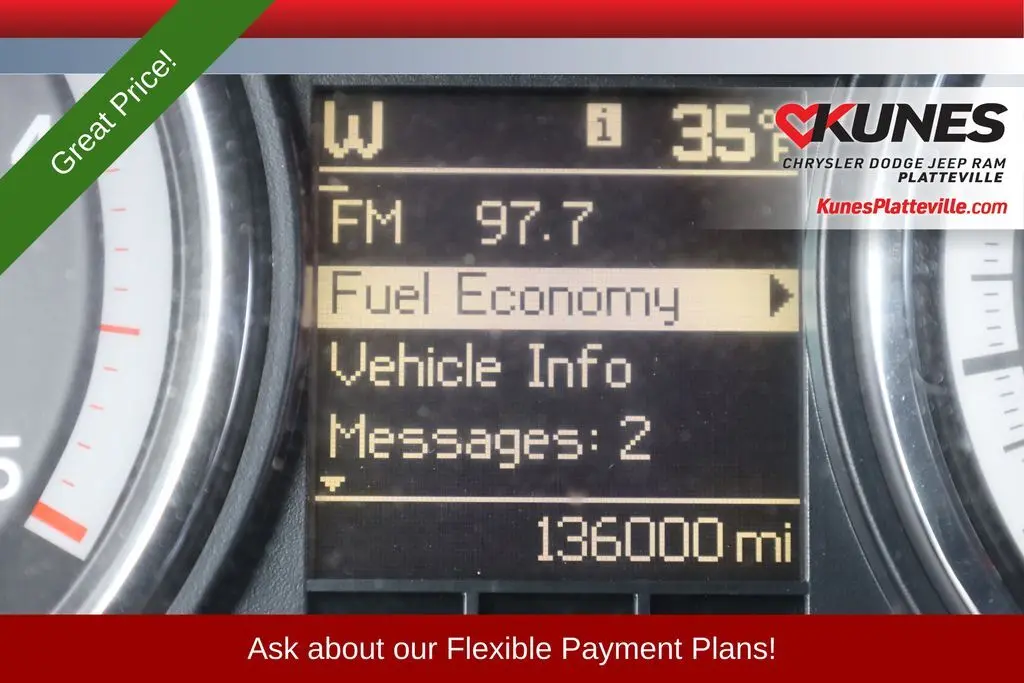 Great Price!
W i 35°F
FM 97.7
Fuel Economy
Vehicle Info
Messages: 2
136000 mi
5
KUNES
CHRYSLER DODGE JEEP RAM
PLATTEVILLE
KunesPlatteville.com
Ask about our Flexible Payment Plans!